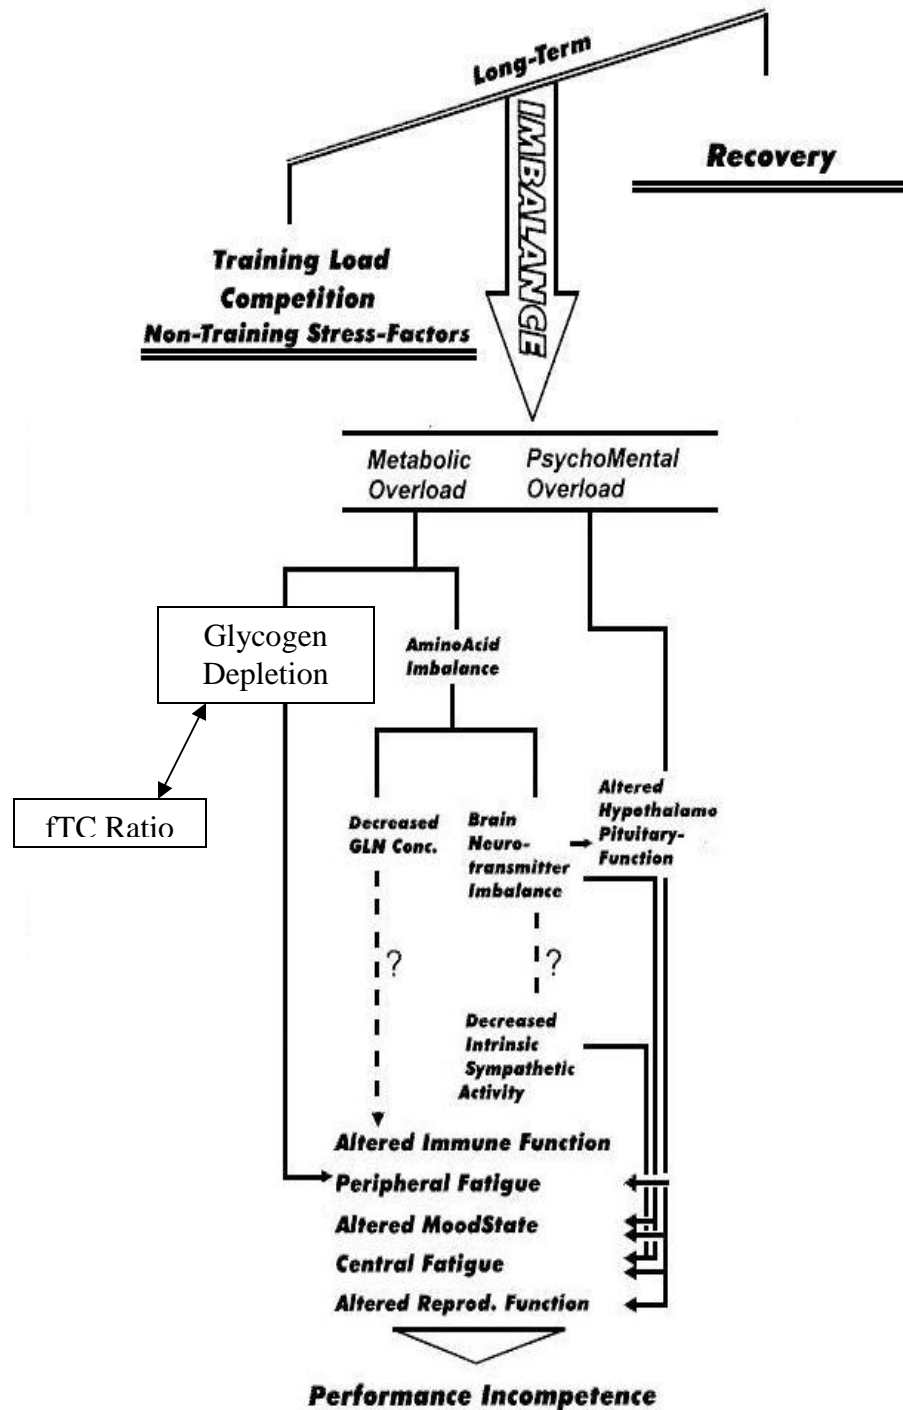 Long-Term
IMBALANCE
Recovery
Training Load
Competition
Non-Training Stress-Factors
Metabolic
Overload
PsychoMental
Overload
Glycogen
Depletion
AminoAcid
Imbalance
fTC Ratio
Decreased
GLN Conc.
Brain
Neuro-
transmitter
Imbalance
Altered
Hypothalamo
Pituitary-
Function
?
?
Decreased
Intrinsic
Sympathetic
Activity
Altered Immune Function
Peripheral Fatigue
Altered MoodState
Central Fatigue
Altered Reprod. Function
Performance Incompetence